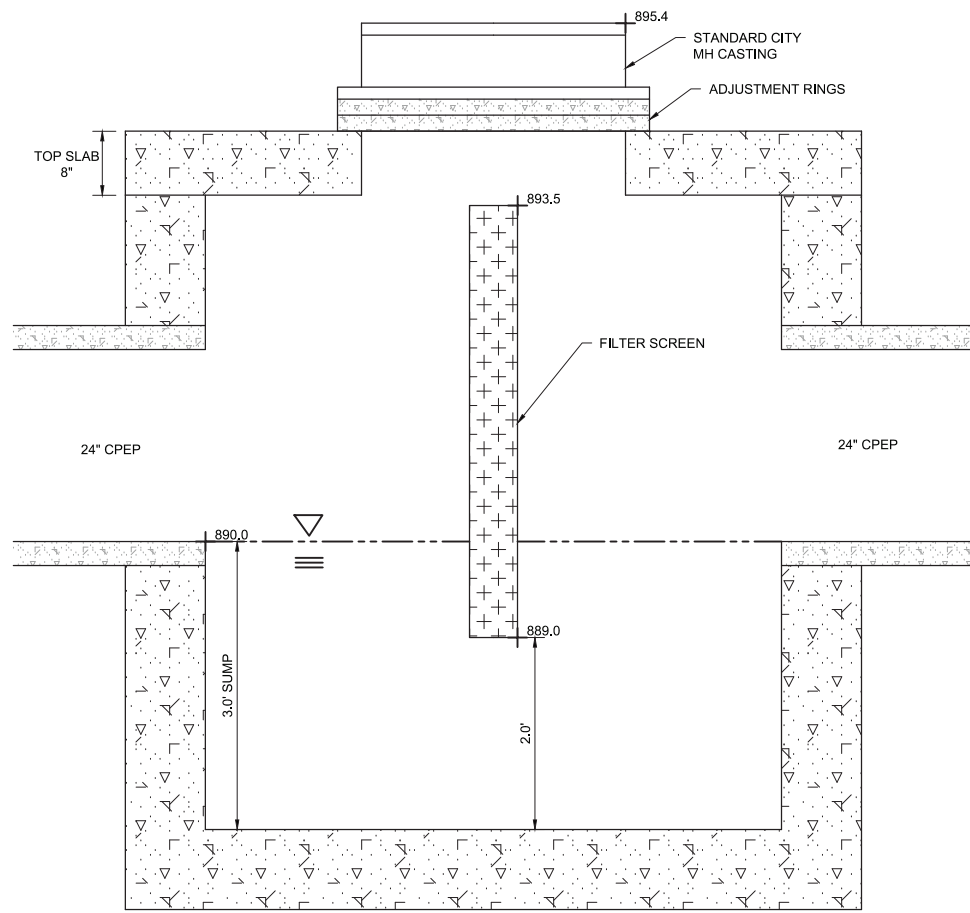 895.4
STANDARD CITY
MH CASTING
ADJUSTMENT RINGS
TOP SLAB
8"
893.5
FILTER SCREEN
24" CPEP
24" CPEP
890.0
889.0
3.0' SUMP
2.0'